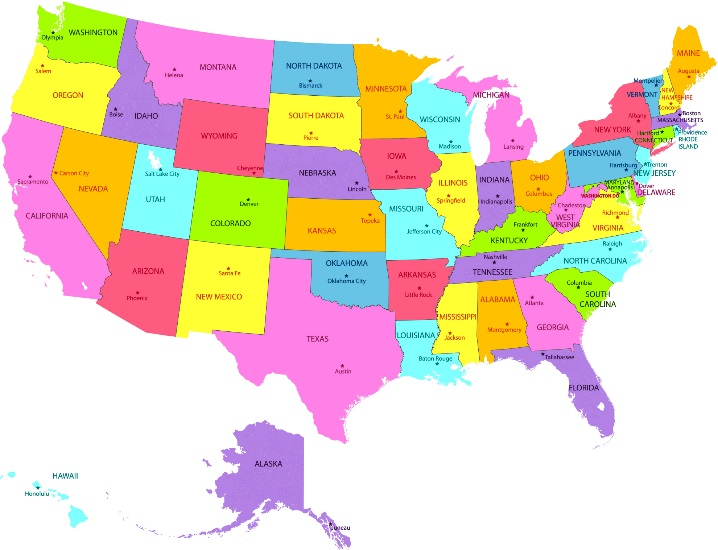 WASHINGTON
Olympia
Salem
OREGON
MONTANA
Helena
IDAHO
Boise
NORTH DAKOTA
Bismarck
SOUTH DAKOTA
Pierre
MINNESOTA
St. Paul
WISCONSIN
Madison
MICHIGAN
Lansing
MAINE
Augusta
Montpelier
VERMONT
NEW
HAMPSHIRE
Concord
Albany
NEW YORK
Boston
MASSACHUSETTS
Hartford
CONNECTICUT
Providence
RHODE
ISLAND
WYOMING
Cheyenne
NEBRASKA
Lincoln
IOWA
Des Moines
ILLINOIS
Springfield
INDIANA
Indianapolis
OHIO
Columbus
PENNSYLVANIA
Harrisburg
Trenton
NEW JERSEY
MARYLAND
Annapolis
Dover
DELAWARE
WASHINGTON DC
Sacramento
CALIFORNIA
Carson City
NEVADA
Salt Lake City
UTAH
Denver
COLORADO
Topeka
KANSAS
MISSOURI
Jefferson City
Frankfort
KENTUCKY
Charleston
WEST
VIRGINIA
Richmond
VIRGINIA
ARIZONA
Phoenix
Santa Fe
NEW MEXICO
OKLAHOMA
Oklahoma City
ARKANSAS
Little Rock
Nashville
TENNESSEE
Raleigh
NORTH CAROLINA
Columbia
SOUTH
CAROLINA
TEXAS
Austin
LOUISIANA
Baton Rouge
MISSISSIPPI
Jackson
ALABAMA
Montgomery
Atlanta
GEORGIA
Tallahassee
FLORIDA
ALASKA
Juneau
HAWAII
Honolulu